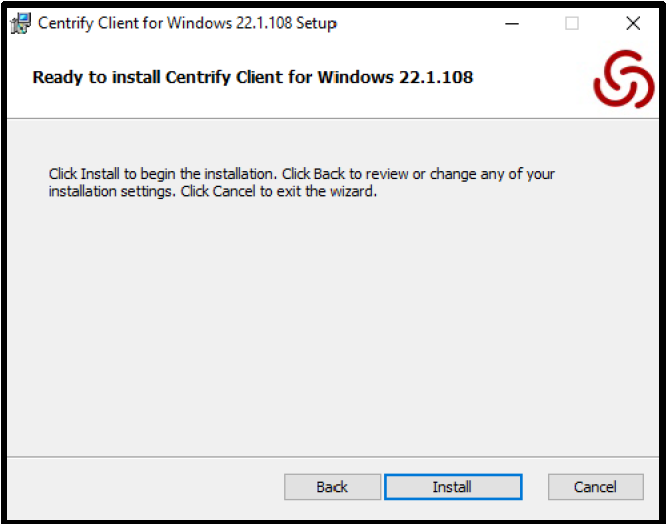 Centrify Client for Windows 22.1.108 Setup
Ready to install Centrify Client for Windows 22.1.108
Click Install to begin the installation. Click Back to review or change any of your
installation settings. Click Cancel to exit the wizard.
Back
Install
Cancel